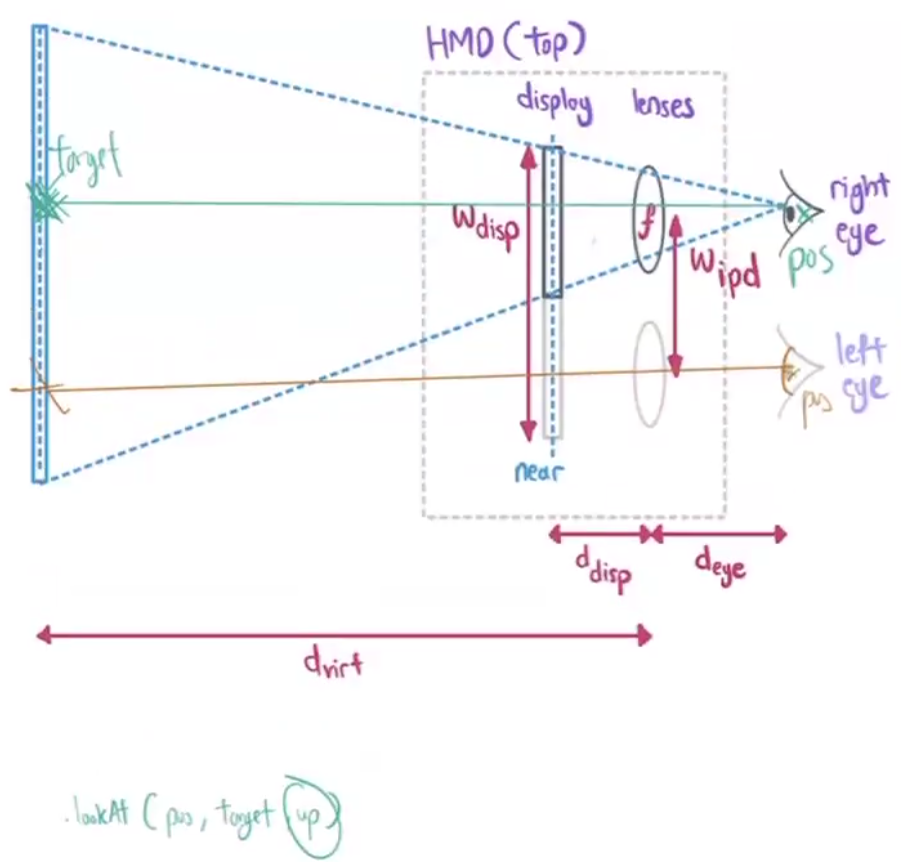 HMD (top)
display lenses
target
right
eye
Wdisp
f
Wipd
pos
left
eye
pos
near
ddisp
deye
dvirt
.lookAt (pos, target, up)